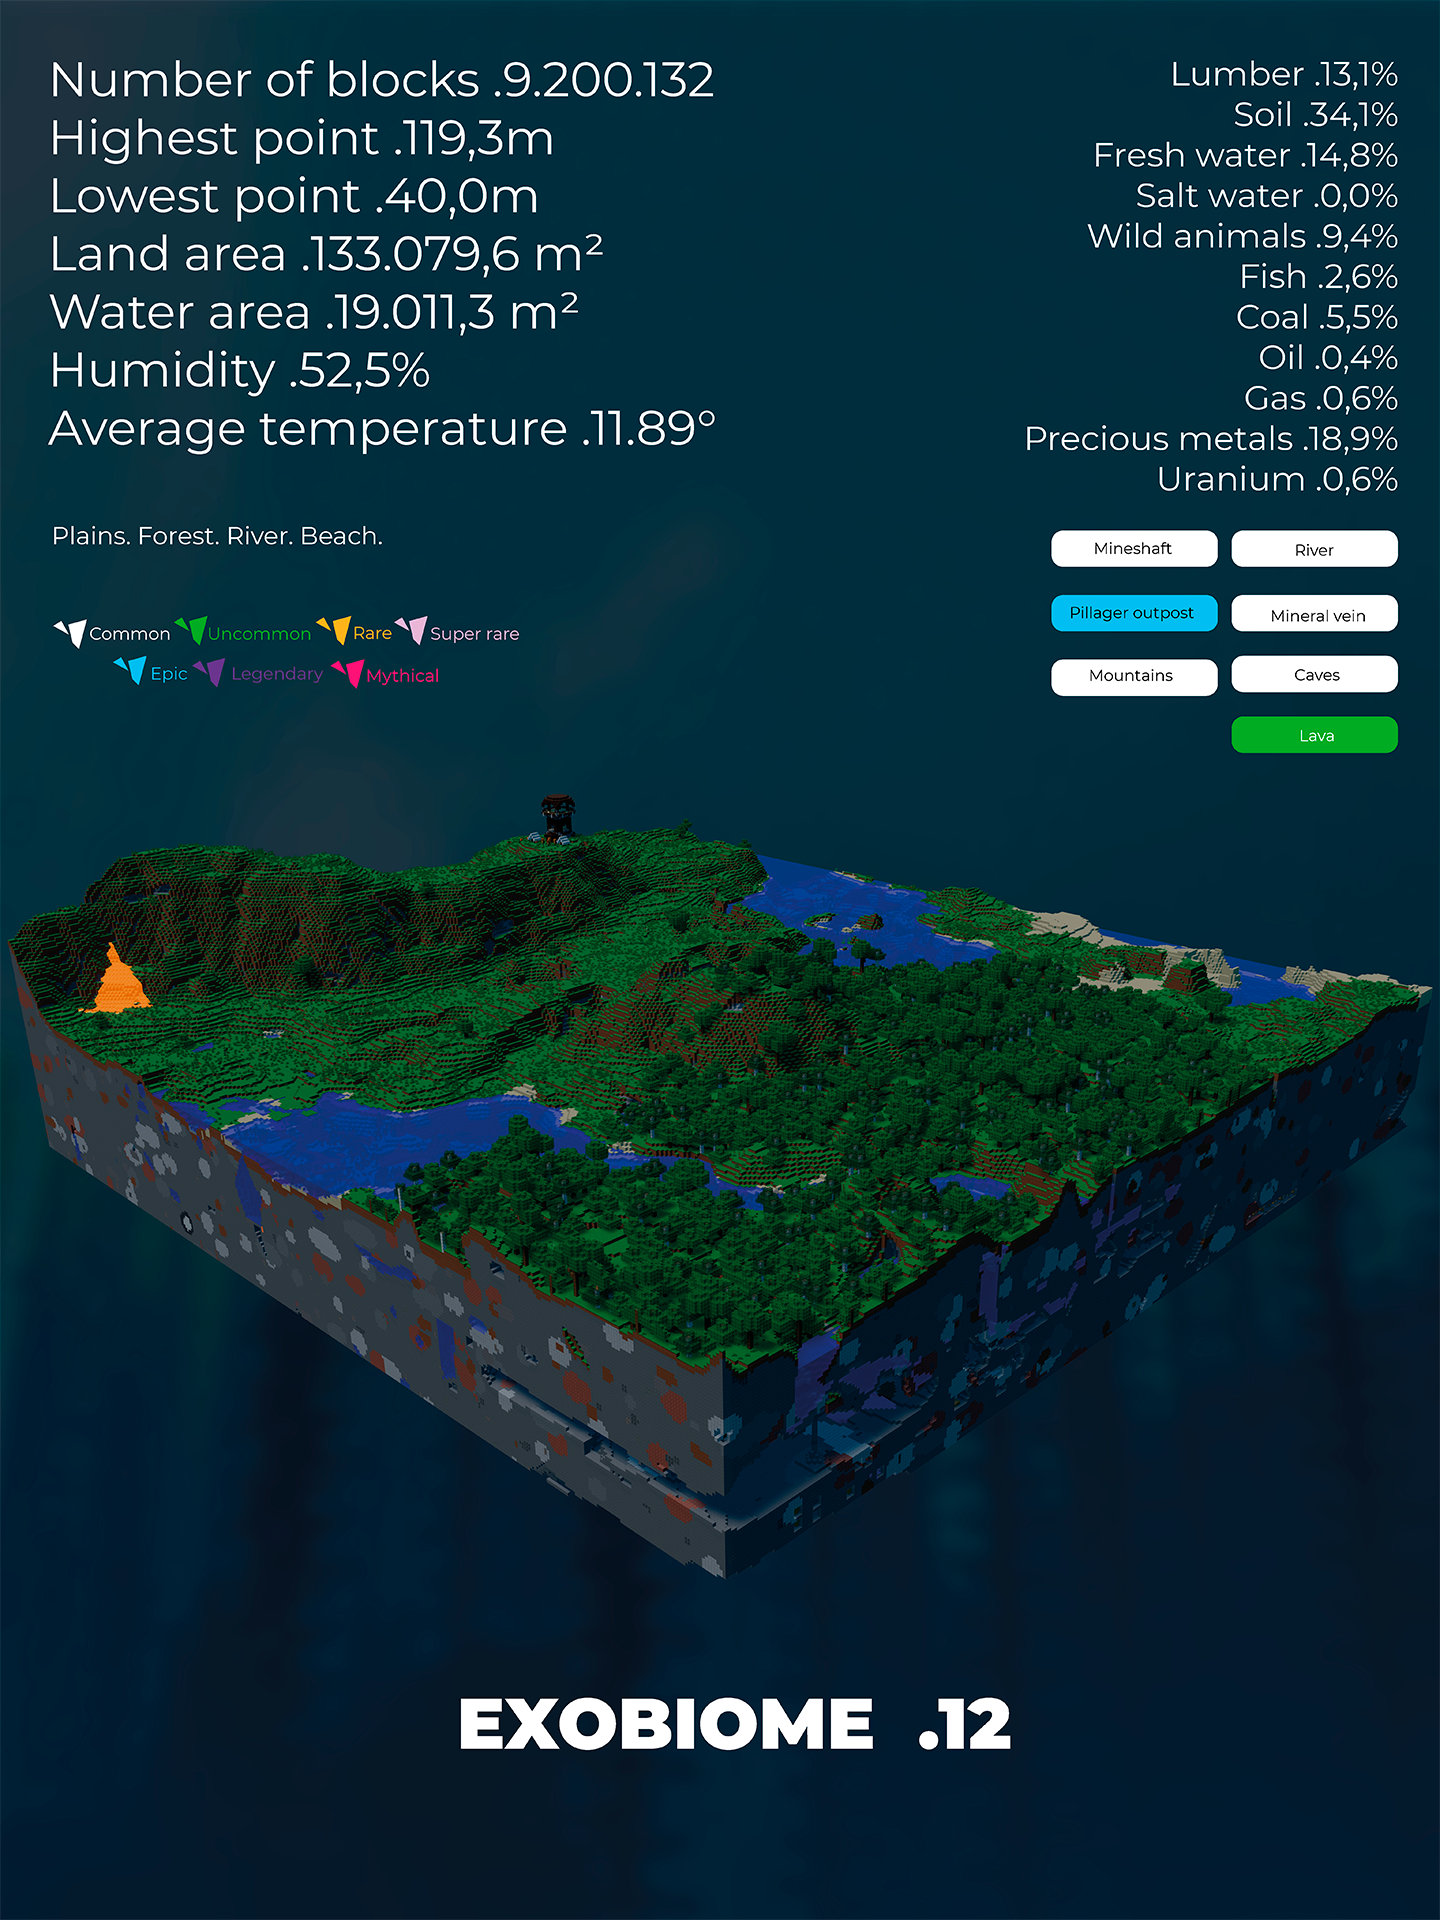 Number of blocks .9.200.132
Highest point .119,3m
Lowest point .40,0m
Land area .133.079,6 m²
Water area .19.011,3 m²
Humidity .52,5%
Average temperature .11.89°
Plains. Forest. River. Beach.
Common Uncommon Rare Super rare
Epic Legendary Mythical
Lumber .13,1%
Soil .34,1%
Fresh water .14,8%
Salt water .0,0%
Wild animals .9,4%
Fish .2,6%
Coal .5,5%
Oil .0,4%
Gas .0,6%
Precious metals .18,9%
Uranium .0,6%
Mineshaft River
Pillager outpost Mineral vein
Mountains Caves
Lava
EXOBIOME .12